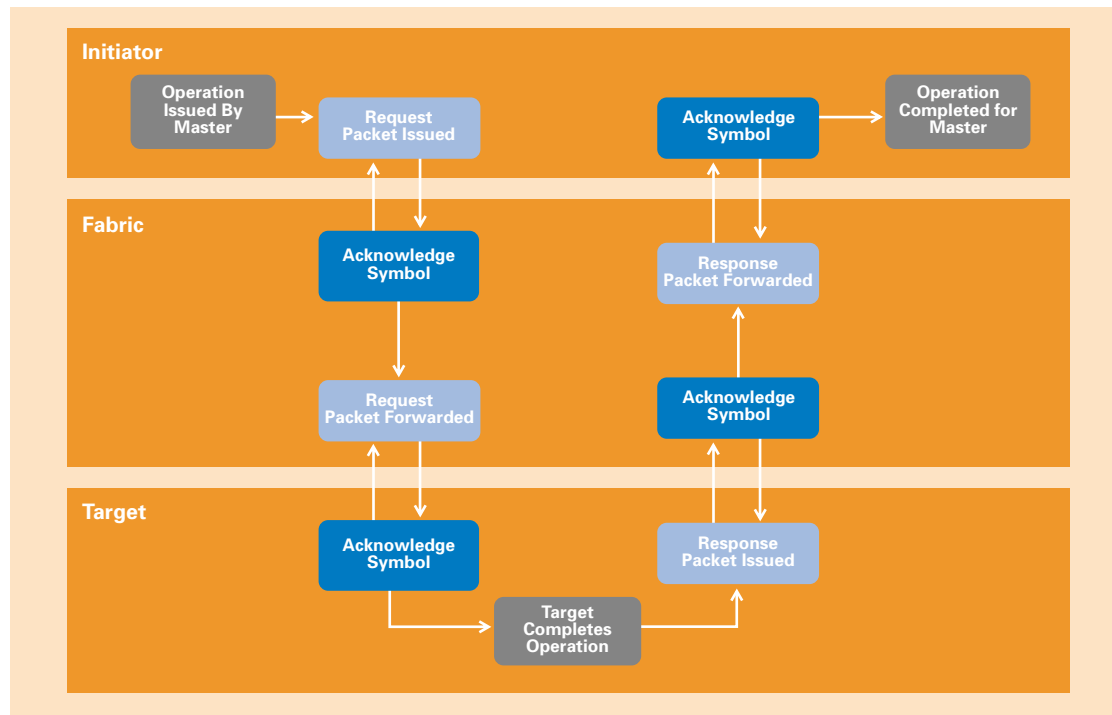 Initiator
Operation
Issued By
Master
Request
Packet Issued
Acknowledge
Symbol
Operation
Completed for
Master
Fabric
Acknowledge
Symbol
Response
Packet Forwarded
Request
Packet Forwarded
Acknowledge
Symbol
Target
Acknowledge
Symbol
Response
Packet Issued
Target
Completes
Operation